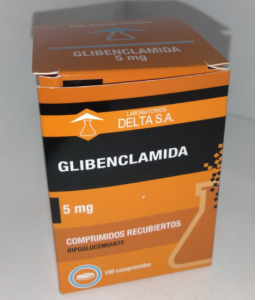 GLIBENCLAMIDA
5 mg
LABORATORIOS
DELTA S.A.
GLIBENCLAMIDA
5 mg
COMPRIMIDOS RECUBIERTOS
HIPOGLUCEMIANTE
100 comprimidos